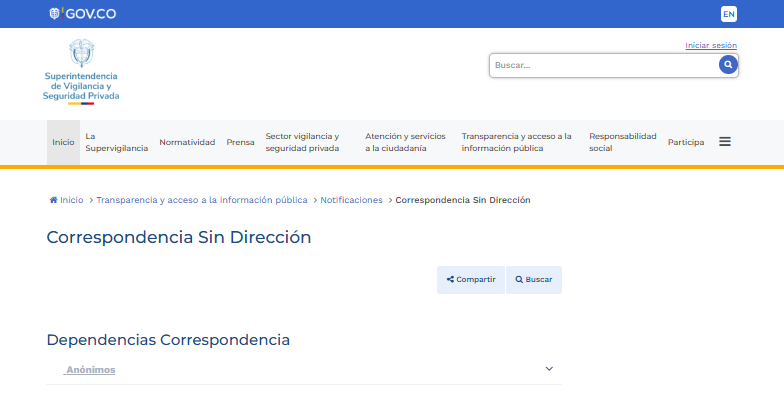 GOV.CO
EN
Iniciar sesión
Buscar...
Superintendencia
de Vigilancia y
Seguridad Privada
Inicio
La
Supervigilancia
Normatividad
Prensa
Sector vigilancia y
seguridad privada
Atención y servicios
a la ciudadanía
Transparencia y acceso a la
información pública
Responsabilidad
social
Participa
Inicio > Transparencia y acceso a la información pública > Notificaciones > Correspondencia Sin Dirección
Correspondencia Sin Dirección
Compartir
Buscar
Dependencias Correspondencia
Anónimos